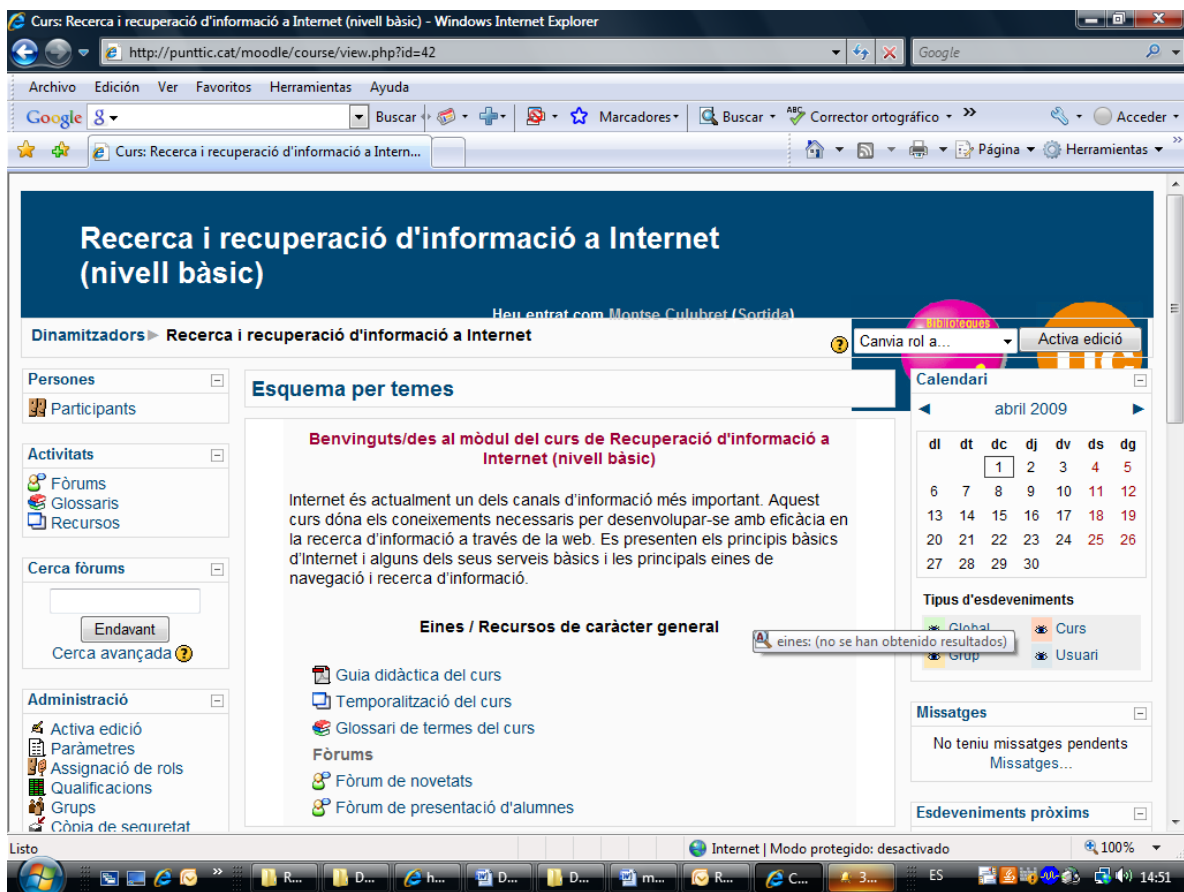 Curs: Recerca i recuperació d'informació a Internet (nivell bàsic) - Windows Internet Explorer
http://punttic.cat/moodle/course/view.php?id=42
Google
Archivo Edición Ver Favoritos Herramientas Ayuda
Google Buscar Marcadores Buscar Corrector ortográfico Acceder
Curs: Recerca i recuperació d'informació a Intern... Página Herramientas
Recerca i recuperació d'informació a Internet
(nivell bàsic)
Heu entrat com Montse Culubret (Sortida)
Biblioteques
Dinamitzadors ► Recerca i recuperació d'informació a Internet
Canvia rol a... Activa edició
Persones
Participants
Activitats
Fòrums
Glossaris
Recursos
Cerca fòrums
Endavant
Cerca avançada
Administració
Activa edició
Paràmetres
Assignació de rols
Qualificacions
Grups
Còpia de seguretat
Esquema per temes
Benvinguts/des al mòdul del curs de Recuperació d'informació a
Internet (nivell bàsic)
Internet és actualment un dels canals d'informació més important. Aquest
curs dóna els coneixements necessaris per desenvolupar-se amb eficàcia en
la recerca d'informació a través de la web. Es presenten els principis bàsics
d'Internet i alguns dels seus serveis bàsics i les principals eines de
navegació i recerca d'informació.
Eines / Recursos de caràcter general
eines: (no se han obtenido resultados)
Guia didàctica del curs
Temporalització del curs
Glossari de termes del curs
Fòrums
Fòrum de novetats
Fòrum de presentació d'alumnes
Calendari
◄ abril 2009 ►
dl dt dc dj dv ds dg
1 2 3 4 5
6 7 8 9 10 11 12
13 14 15 16 17 18 19
20 21 22 23 24 25 26
27 28 29 30
Tipus d'esdeveniments
Global Curs
Grup Usuari
Missatges
No teniu missatges pendents
Missatges...
Esdeveniments pròxims
Listo Internet | Modo protegido: desactivado 100%
R... D... h... D... D... m... R... C... 3... ES 14:51